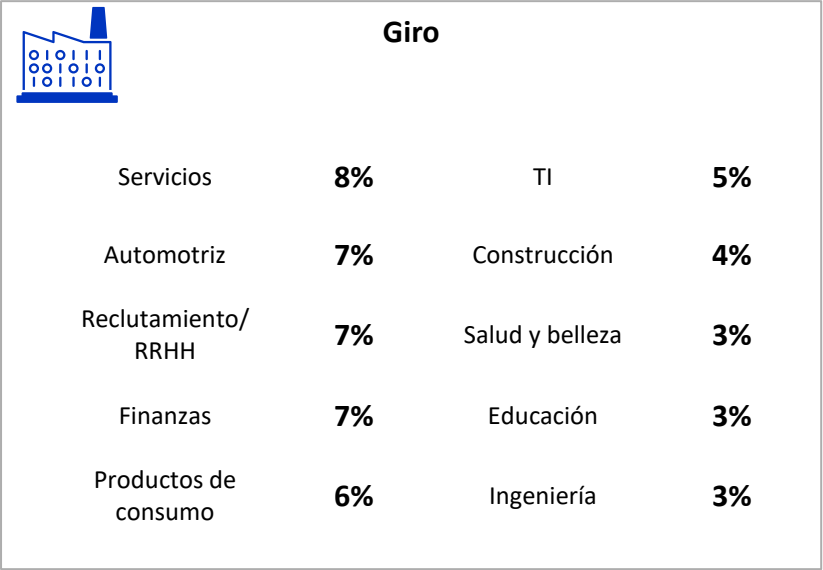 Giro
Servicios 8% TI 5%
Automotriz 7% Construcción 4%
Reclutamiento/
RRHH 7% Salud y belleza 3%
Finanzas 7% Educación 3%
Productos de
consumo 6% Ingeniería 3%